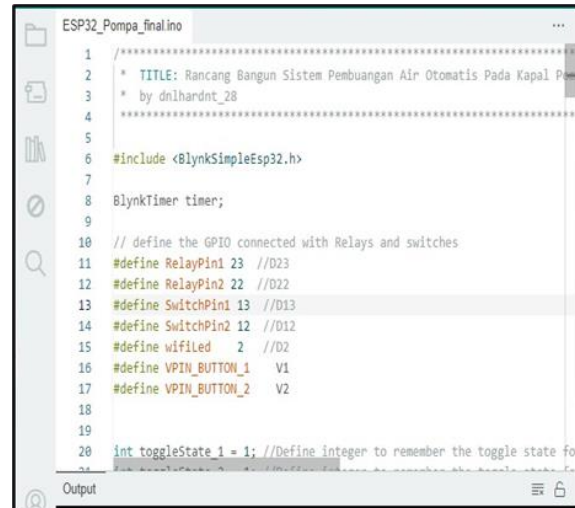 ESP32_Pompa_final.ino
...
1 /****************************************************************
2 * TITLE: Rancang Bangun Sistem Pembuangan Air Otomatis Pada Kapal
3 * by dnlhardnt_28
4 ****************************************************************
5
6 #include <BlynkSimpleEsp32.h>
7
8 BlynkTimer timer;
9
10 // define the GPIO connected with Relays and switches
11 #define RelayPin1 23 //D23
12 #define RelayPin2 22 //D22
13 #define SwitchPin1 13 //D13
14 #define SwitchPin2 12 //D12
15 #define wifiLed 2 //D2
16 #define VPIN_BUTTON_1 V1
17 #define VPIN_BUTTON_2 V2
18
19
20 int toggleState_1 = 1; //Define integer to remember the toggle state fo
Output